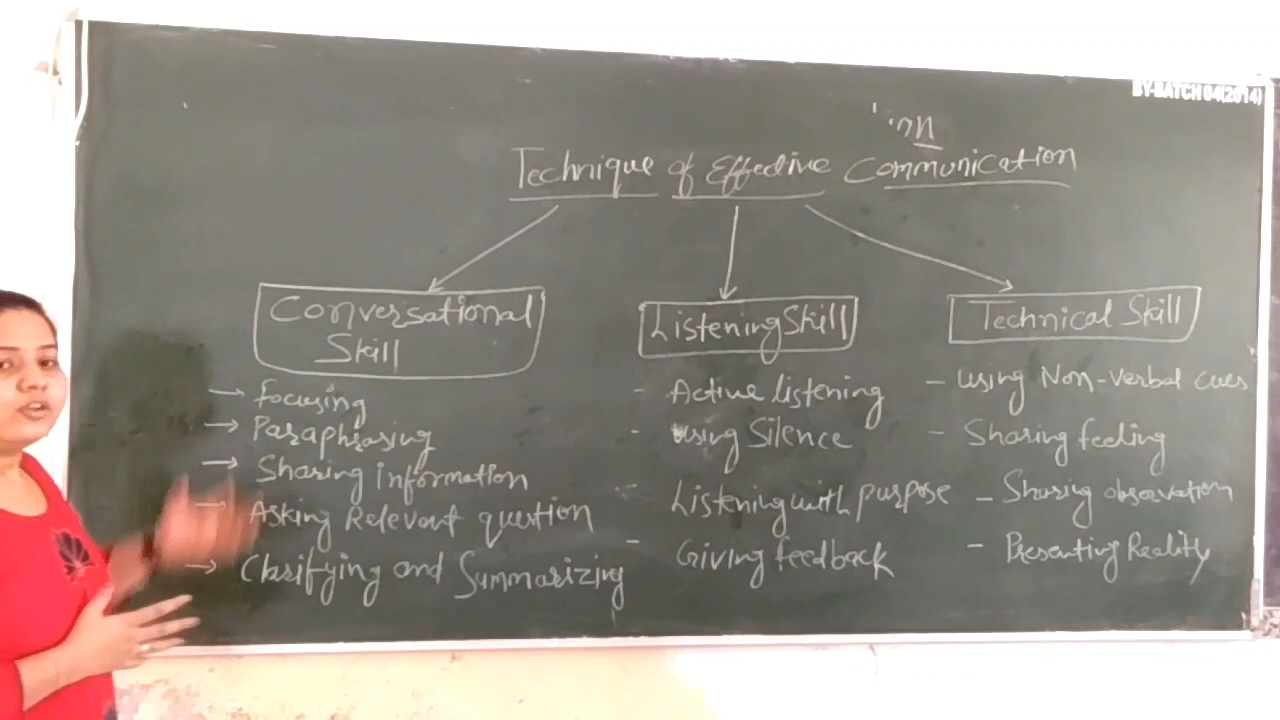 BY-BATCH 04(2014)
Technique of Effective Communication
Conversational
Skill
→ Focusing
→ Paraphrasing
→ Sharing information
→ Asking Relevant question
→ Clarifying and Summarizing
Listening Skill
- Active listening
- using Silence
- Listening with purpose
- Giving feedback
Technical Skill
- using Non-verbal cues
- Sharing feeling
- Sharing observation
- Presenting Reality